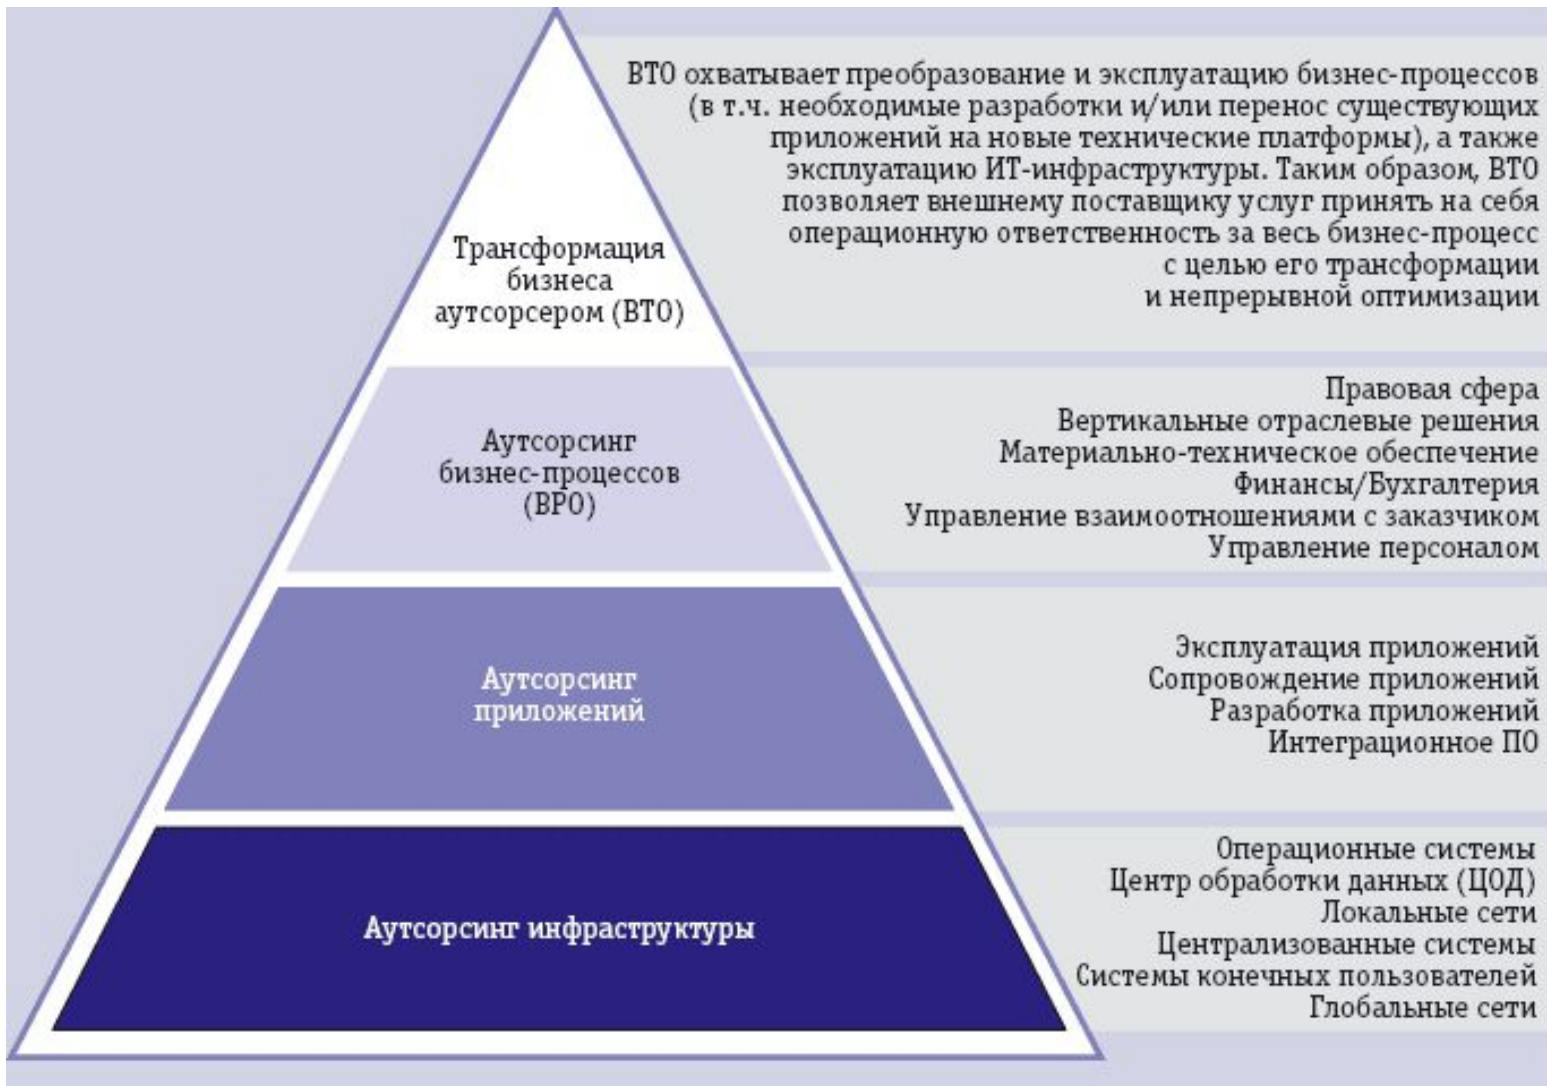 ВТО охватывает преобразование и эксплуатацию бизнес-процессов
(в т.ч. необходимые разработки и/или перенос существующих
приложений на новые технические платформы), а также
эксплуатацию ИТ-инфраструктуры. Таким образом, ВТО
позволяет внешнему поставщику услуг принять на себя
операционную ответственность за весь бизнес-процесс
с целью его трансформации
и непрерывной оптимизации
Трансформация
бизнеса
аутсорсером (ВТО)
Правовая сфера
Вертикальные отраслевые решения
Материально-техническое обеспечение
Финансы/Бухгалтерия
Управление взаимоотношениями с заказчиком
Управление персоналом
Аутсорсинг
бизнес-процессов
(ВРО)
Эксплуатация приложений
Сопровождение приложений
Разработка приложений
Интеграционное ПО
Аутсорсинг
приложений
Операционные системы
Центр обработки данных (ЦОД)
Локальные сети
Централизованные системы
Системы конечных пользователей
Глобальные сети
Аутсорсинг инфраструктуры